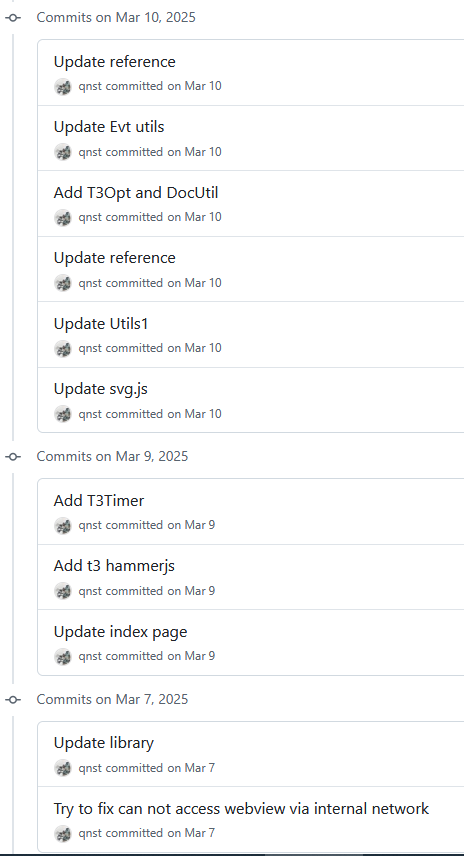 Commits on Mar 10, 2025
Update reference
qnst committed on Mar 10
Update Evt utils
qnst committed on Mar 10
Add T3Opt and DocUtil
qnst committed on Mar 10
Update reference
qnst committed on Mar 10
Update Utils1
qnst committed on Mar 10
Update svg.js
qnst committed on Mar 10
Commits on Mar 9, 2025
Add T3Timer
qnst committed on Mar 9
Add t3 hammerjs
qnst committed on Mar 9
Update index page
qnst committed on Mar 9
Commits on Mar 7, 2025
Update library
qnst committed on Mar 7
Try to fix can not access webview via internal network
qnst committed on Mar 7